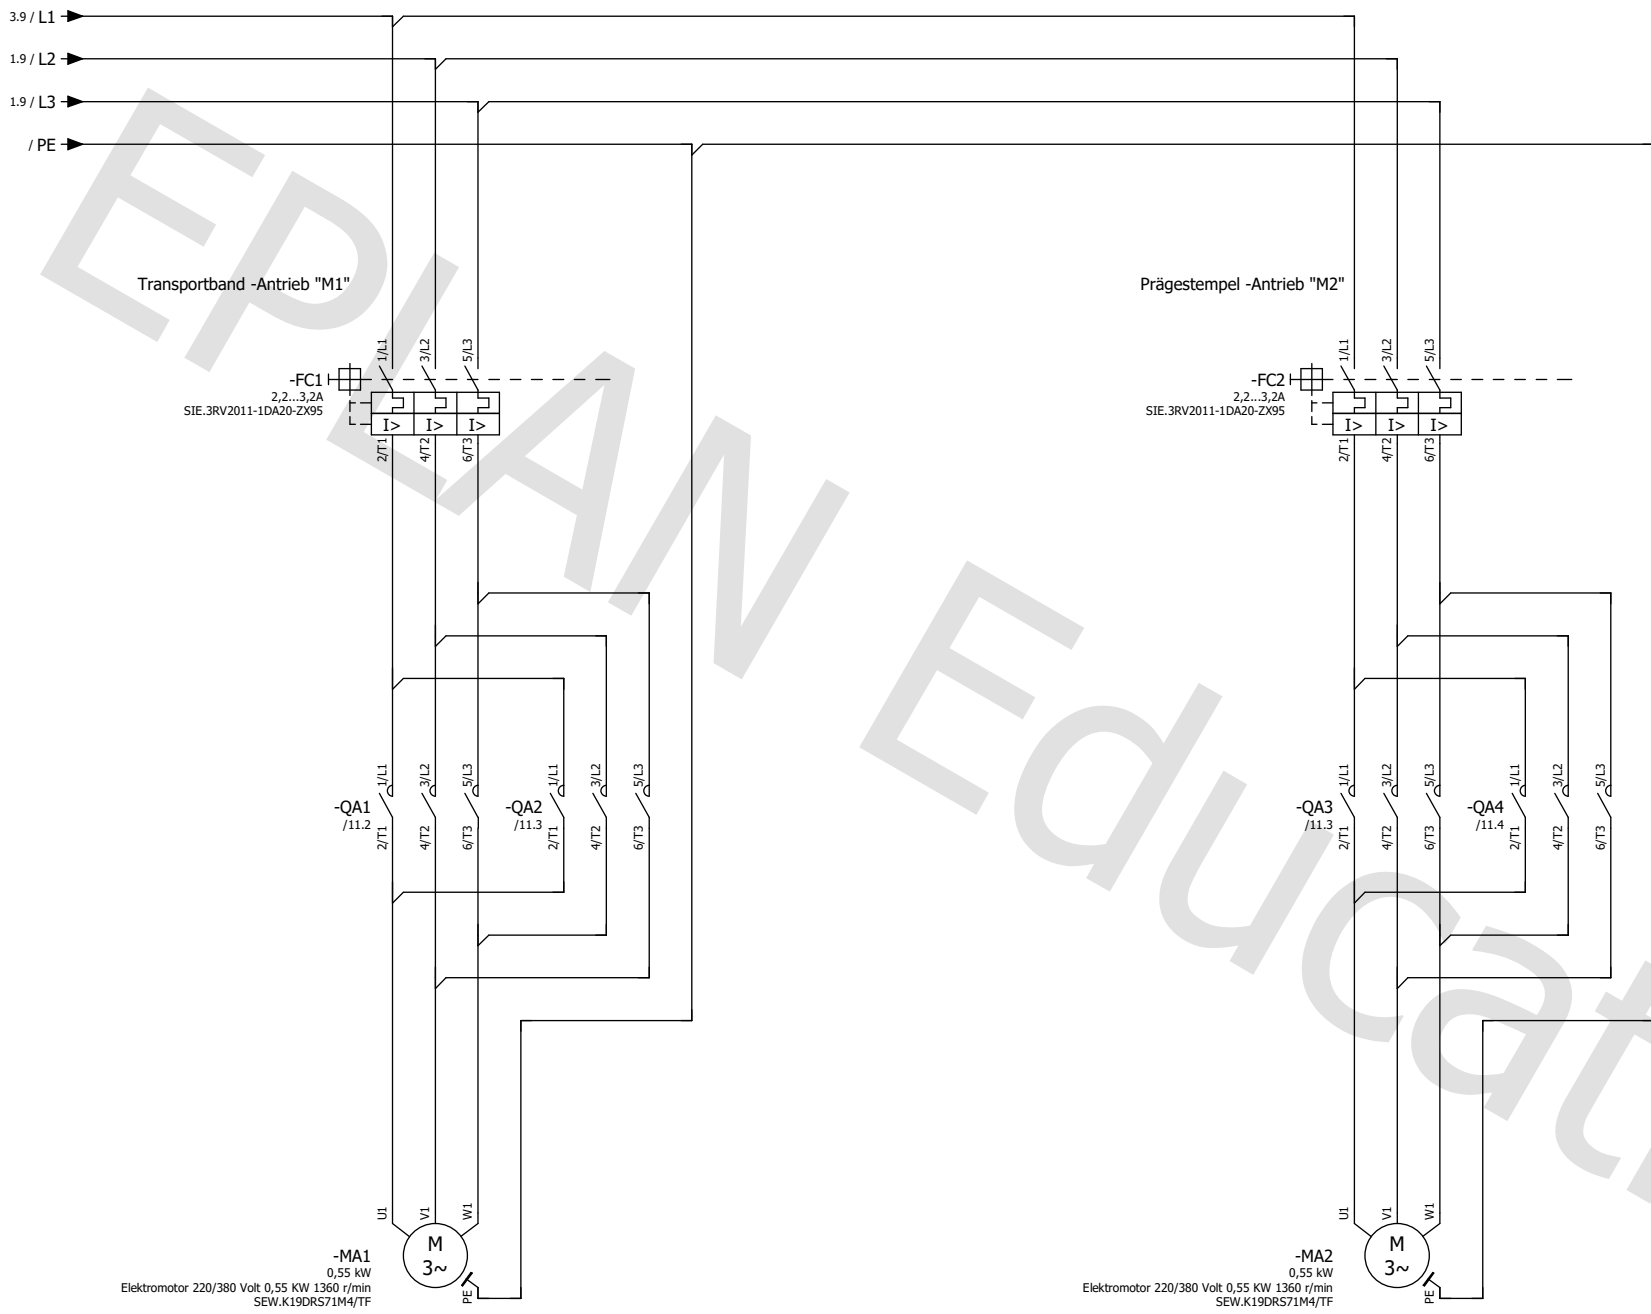 3.9 / L1
1.9 / L2
1.9 / L3
/ PE
EPLAN Educati
Transportband -Antrieb "M1"
Prägestempel -Antrieb "M2"
1/L1 3/L2 5/L3
-FC1
2,2...3,2A
SIE.3RV2011-1DA20-ZX95
I> I> I>
2/T1 4/T2 6/T3
1/L1 3/L2 5/L3
-FC2
2,2...3,2A
SIE.3RV2011-1DA20-ZX95
I> I> I>
2/T1 4/T2 6/T3
1/L1 3/L2 5/L3
-QA1
/11.2
2/T1 4/T2 6/T3
1/L1 3/L2 5/L3
-QA2
/11.3
2/T1 4/T2 6/T3
1/L1 3/L2 5/L3
-QA3
/11.3
2/T1 4/T2 6/T3
1/L1 3/L2 5/L3
-QA4
/11.4
2/T1 4/T2 6/T3
U1 V1 W1
M
3~
-MA1
0,55 kW
Elektromotor 220/380 Volt 0,55 KW 1360 r/min
SEW.K19DRS71M4/TF
PE
U1 V1 W1
M
3~
-MA2
0,55 kW
Elektromotor 220/380 Volt 0,55 KW 1360 r/min
SEW.K19DRS71M4/TF
PE